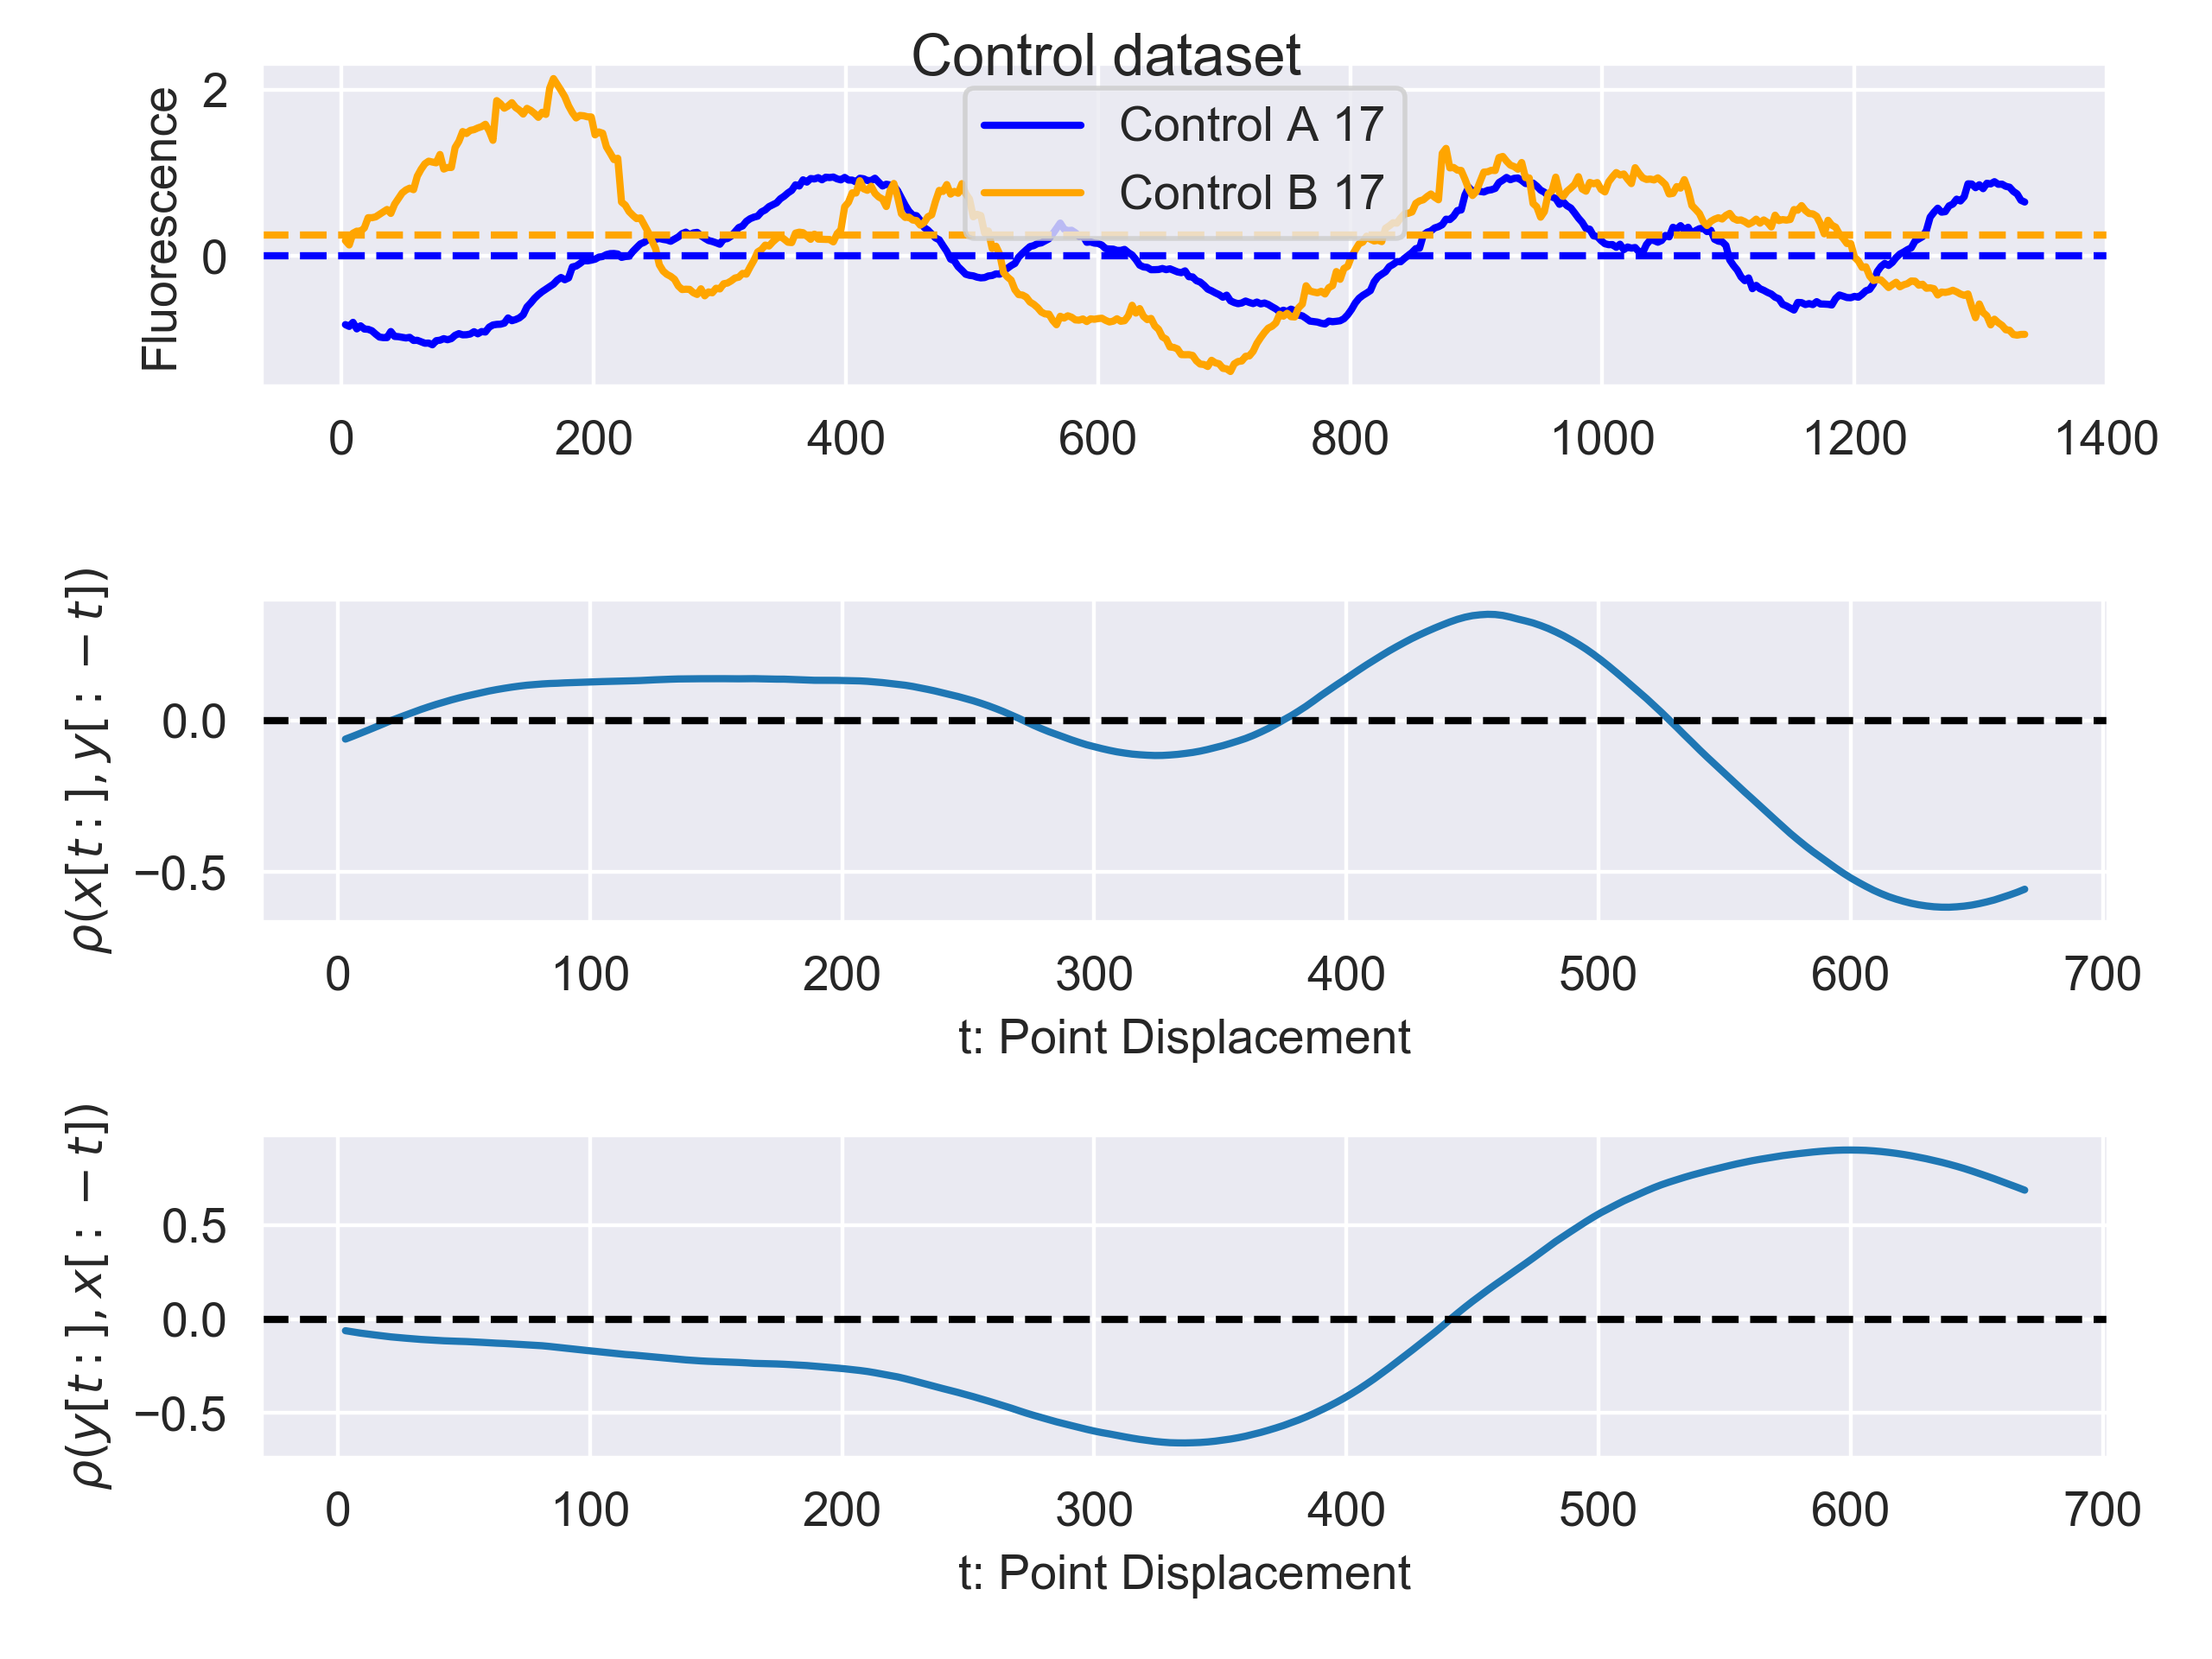 Control dataset
Control A 17
Control B 17
Fluorescence
2
0
0 200 400 600 800 1000 1200 1400
ρ(x[t:], y[: −t])
0.0
−0.5
0 100 200 300 400 500 600 700
t: Point Displacement
ρ(y[t:], x[: −t])
0.5
0.0
−0.5
0 100 200 300 400 500 600 700
t: Point Displacement